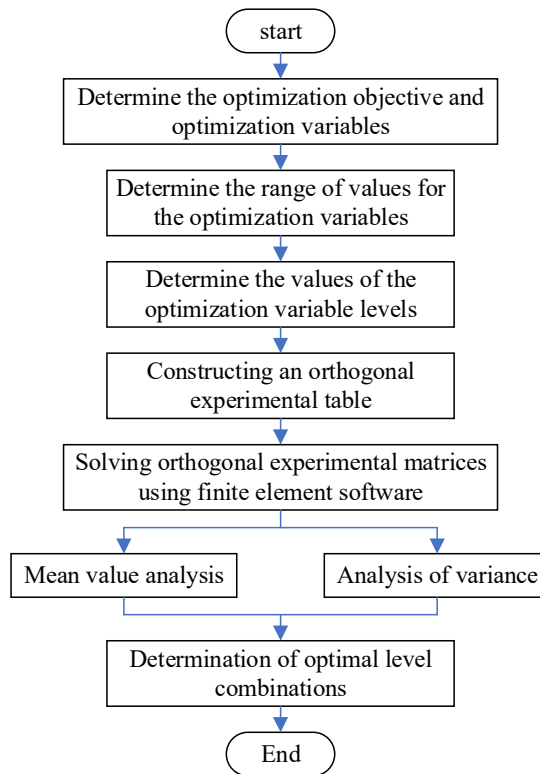 start
Determine the optimization objective and
optimization variables
Determine the range of values for
the optimization variables
Determine the values of the
optimization variable levels
Constructing an orthogonal
experimental table
Solving orthogonal experimental matrices
using finite element software
Mean value analysis
Analysis of variance
Determination of optimal level
combinations
End